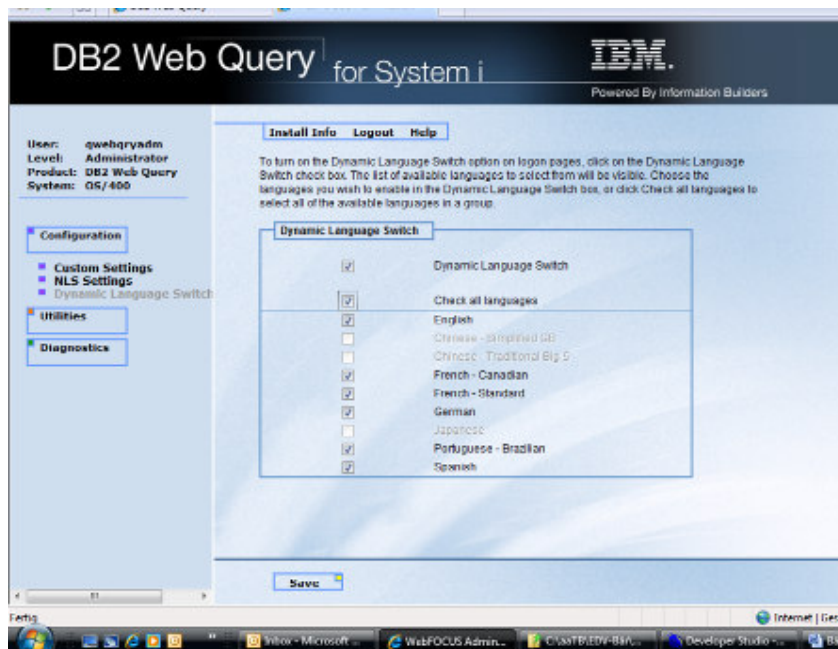 DB2 Web Query for System i
IBM.
Powered By Information Builders
User: qwebqryadm
Level: Administrator
Product: DB2 Web Query
System: OS/400
Configuration
Custom Settings
NLS Settings
Dynamic Language Switch
Utilities
Diagnostics
Install Info Logout Help
To turn on the Dynamic Language Switch option on logon pages, click on the Dynamic Language
Switch check box. The list of available languages to select from will be visible. Choose the
languages you wish to enable in the Dynamic Language Switch box, or click Check all languages to
select all of the available languages in a group.
Dynamic Language Switch
Dynamic Language Switch
Check all languages
English
Chinese - Simplified GB
Chinese - Traditional Big 5
French - Canadian
French - Standard
German
Japanese
Portuguese - Brazilian
Spanish
Save
Fertig
Internet | Ges
Inbox - Microsoft ...
WebFOCUS Admin...
Developer Studio -...